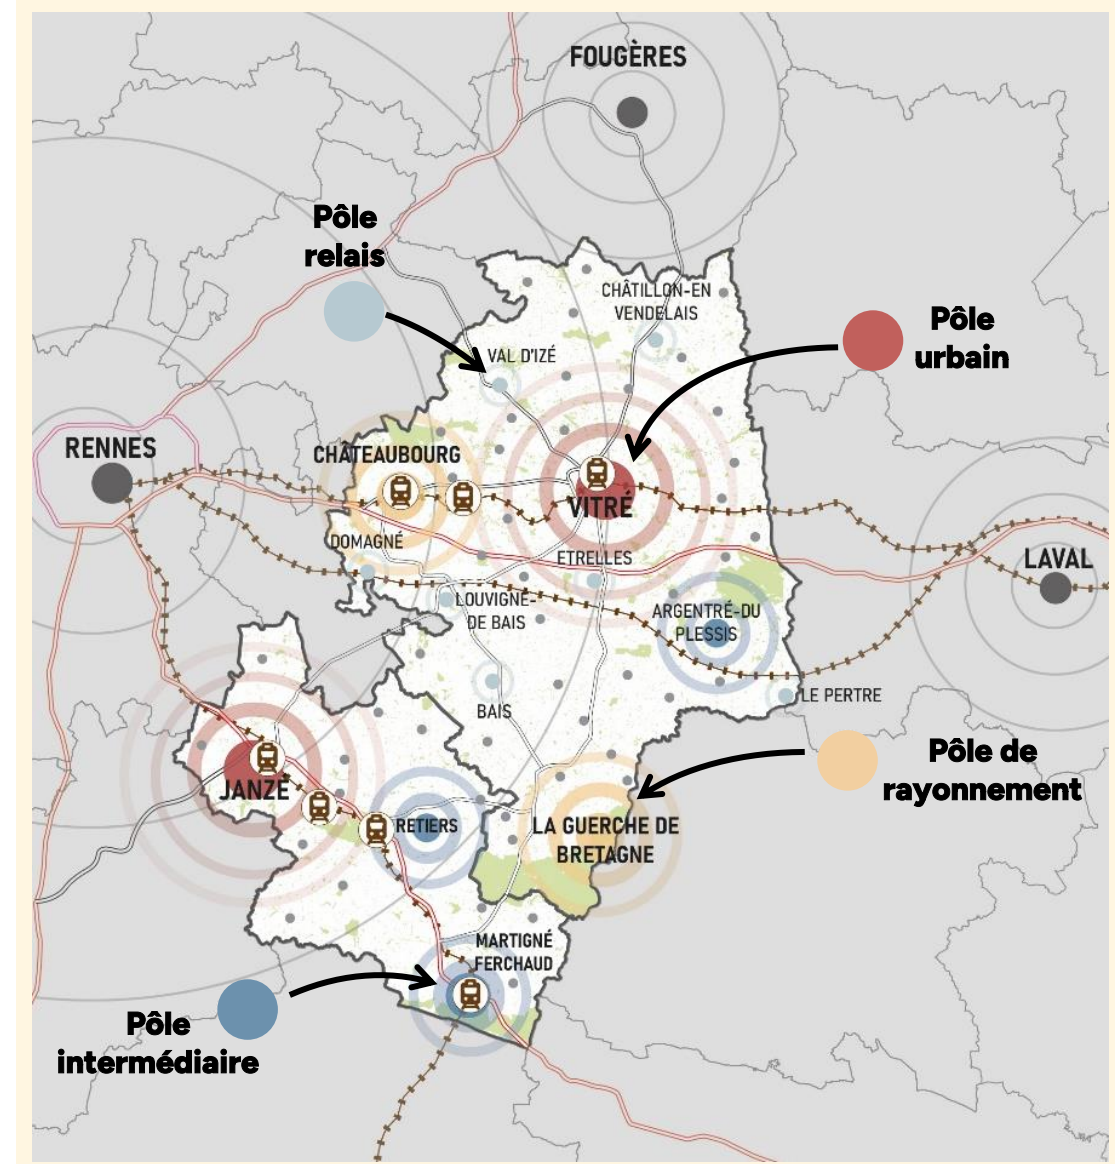 FOUGÈRES
Pôle
relais
CHÂTILLON-EN
VENDELAIS
Pôle
urbain
VAL D'IZÉ
RENNES
CHÂTEAUBOURG
VITRÉ
DOMAGNÉ
ETRELLES
LAVAL
LOUVIGNÉ-
DE BAIS
ARGENTRÉ-DU
PLESSIS
LE PERTRE
BAIS
Pôle de
rayonnement
JANZÉ
RETIERS
LA GUERCHE DE
BRETAGNE
MARTIGNÉ
FERCHAUD
Pôle
intermédiaire